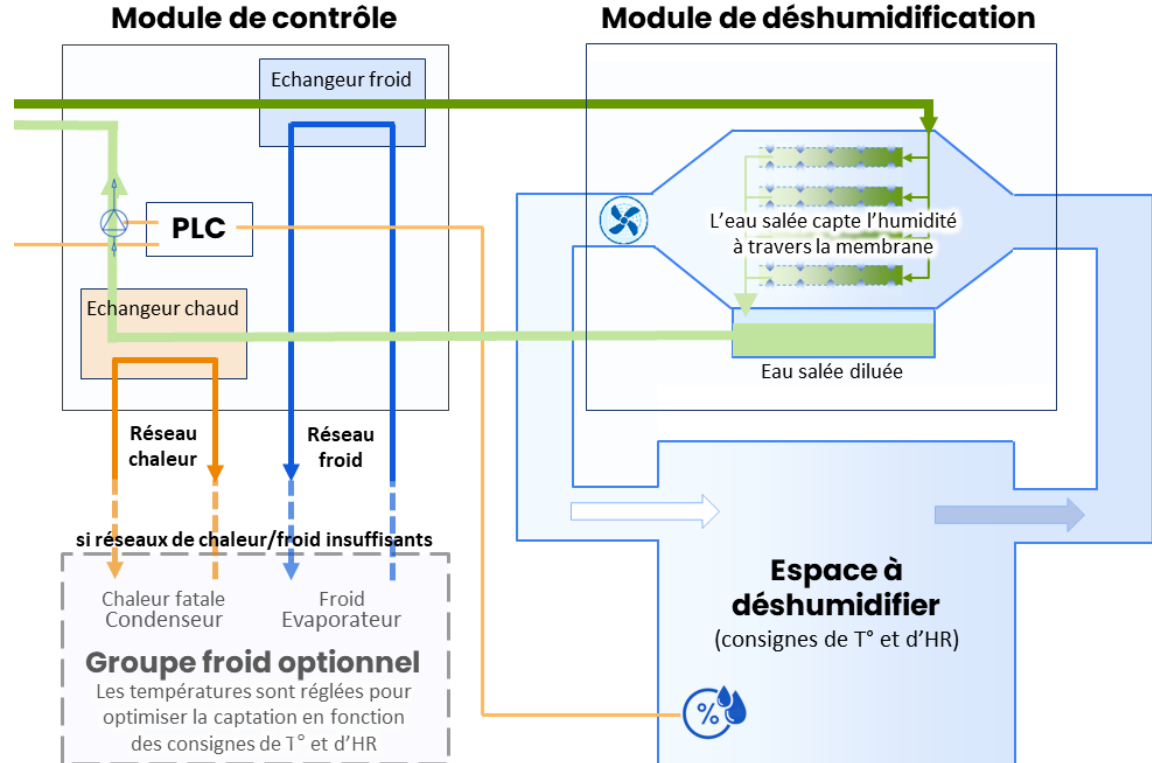 Module de contrôle
Module de déshumidification
Echangeur froid
PLC
L'eau salée capte l'humidité
à travers la membrane
Echangeur chaud
Eau salée diluée
Réseau
chaleur
Réseau
froid
si réseaux de chaleur/froid insuffisants
Chaleur fatale
Condenseur
Froid
Evaporateur
Groupe froid optionnel
Les températures sont réglées pour
optimiser la captation en fonction
des consignes de T° et d'HR
Espace à
déshumidifier
(consignes de T° et d'HR)
%